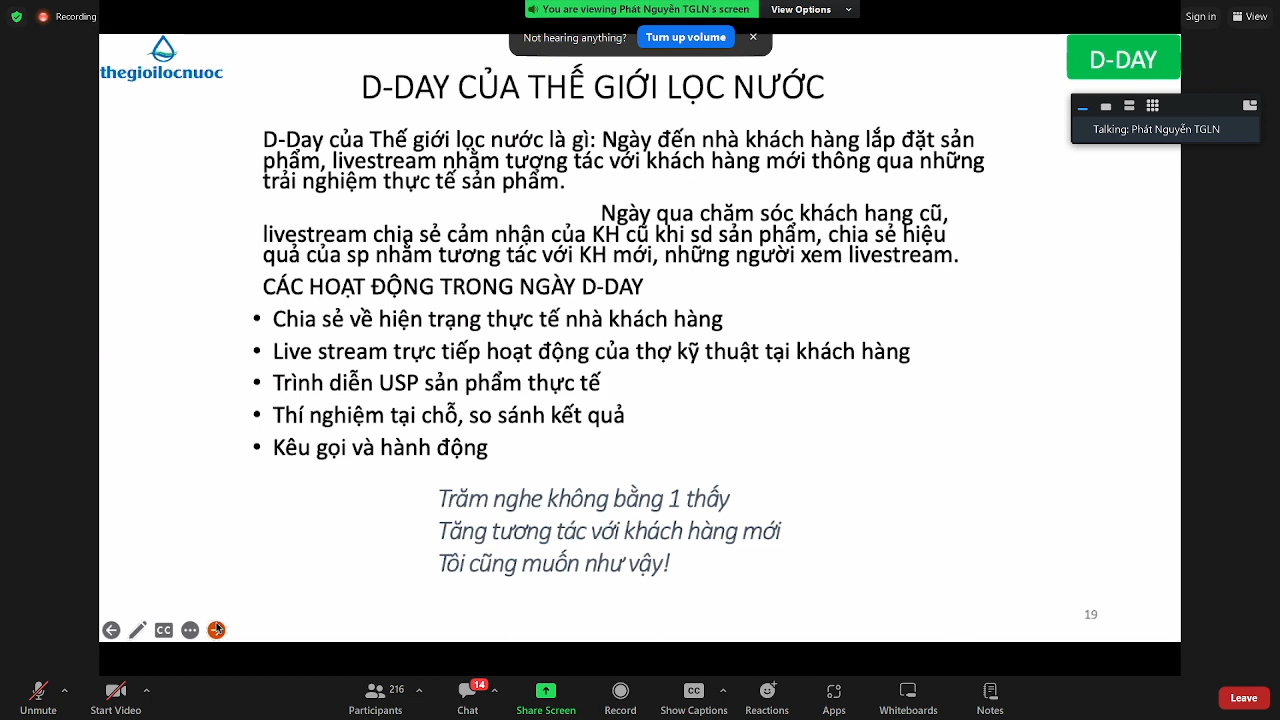 You are viewing Phát Nguyễn TGLN's screen
View Options
Recording
Sign in
View
Not hearing anything?
Turn up volume
thegioilocnuoc
D-DAY CỦA THẾ GIỚI LỌC NƯỚC
D-DAY
Talking: Phát Nguyễn TGLN
D-Day của Thế giới lọc nước là gì: Ngày đến nhà khách hàng lắp đặt sản
phẩm, livestream nhằm tương tác với khách hàng mới thông qua những
trải nghiệm thực tế sản phẩm.
Ngày qua chăm sóc khách hang cũ,
livestream chia sẻ cảm nhận của KH cũ khi sd sản phẩm, chia sẻ hiệu
quả của sp nhằm tương tác với KH mới, những người xem livestream.
CÁC HOẠT ĐỘNG TRONG NGÀY D-DAY
• Chia sẻ về hiện trạng thực tế nhà khách hàng
• Live stream trực tiếp hoạt động của thợ kỹ thuật tại khách hàng
• Trình diễn USP sản phẩm thực tế
• Thí nghiệm tại chỗ, so sánh kết quả
• Kêu gọi và hành động
Trăm nghe không bằng 1 thấy
Tăng tương tác với khách hàng mới
Tôi cũng muốn như vậy!
19
CC
216
14
CC
Unmute
Start Video
Participants
Chat
Share Screen
Record
Show Captions
Reactions
Apps
Whiteboards
Notes
Leave